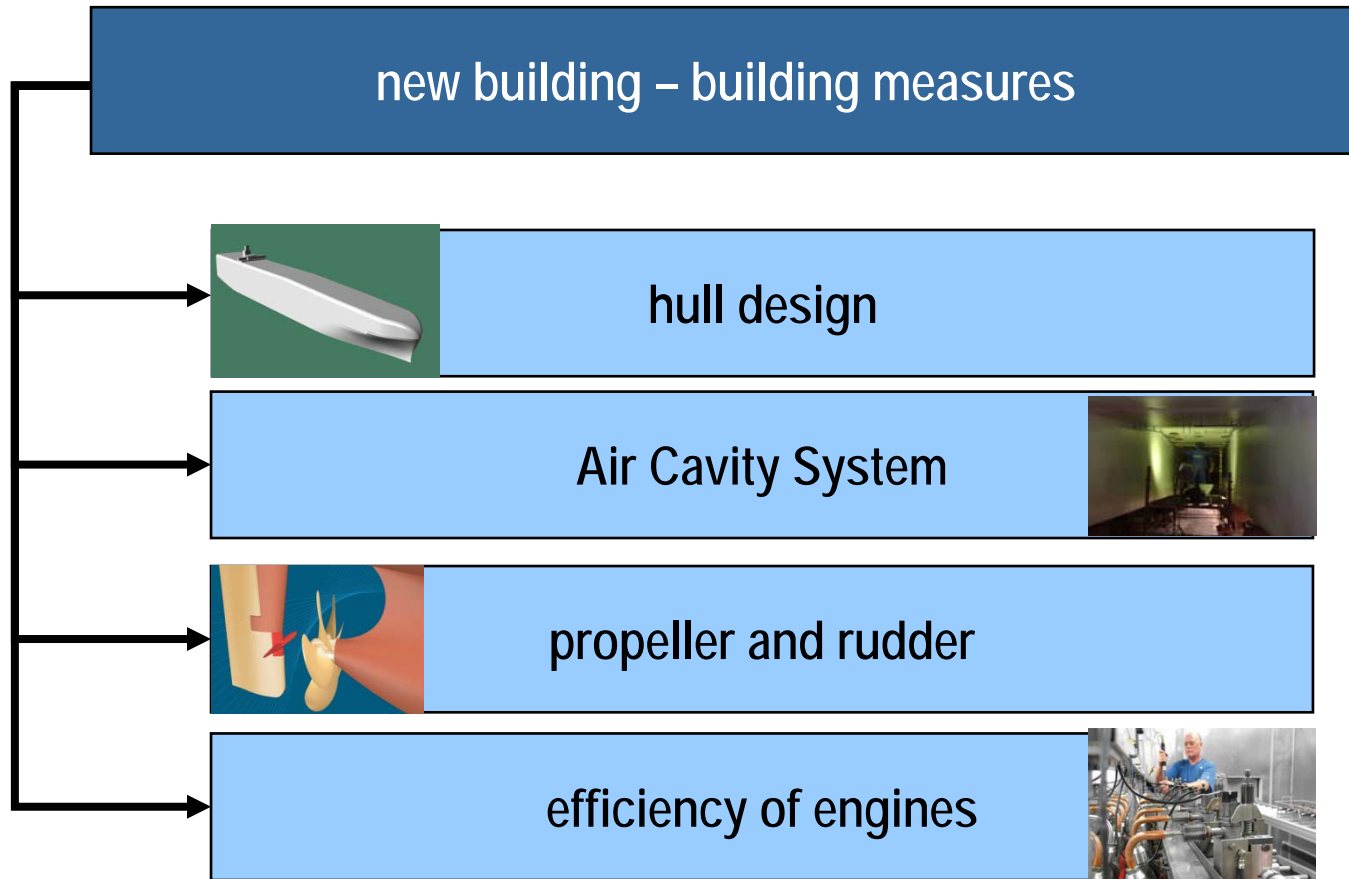 new building – building measures
hull design
Air Cavity System
propeller and rudder
efficiency of engines